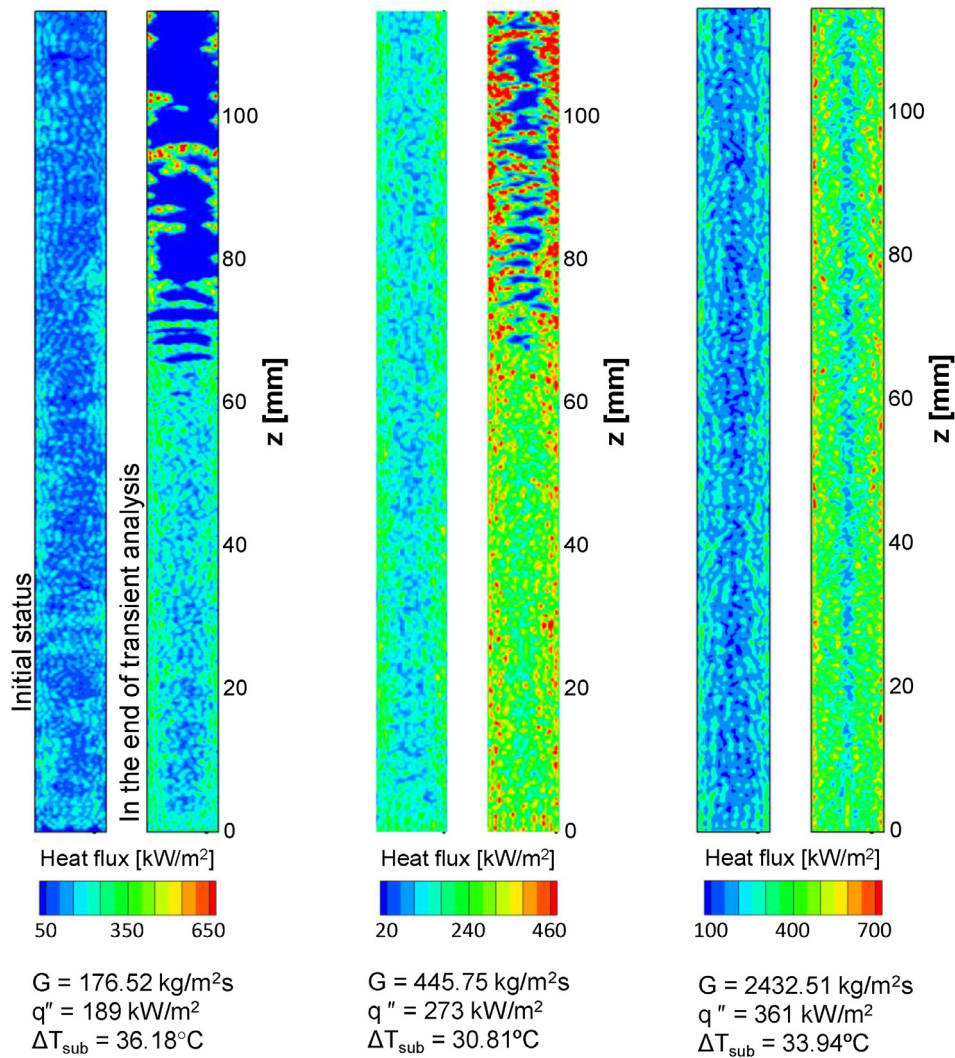 Initial status
In the end of transient analysis
100
80
60
40
20
0
z [mm]
100
80
60
40
20
0
z [mm]
100
80
60
40
20
0
z [mm]
Heat flux [kW/m²]
50 350 650
G = 176.52 kg/m²s
q″ = 189 kW/m²
ΔTsub = 36.18°C
Heat flux [kW/m²]
20 240 460
G = 445.75 kg/m²s
q ″ = 273 kW/m²
ΔTsub = 30.81ºC
Heat flux [kW/m²]
100 400 700
G = 2432.51 kg/m²s
q ″ = 361 kW/m²
ΔTsub = 33.94ºC